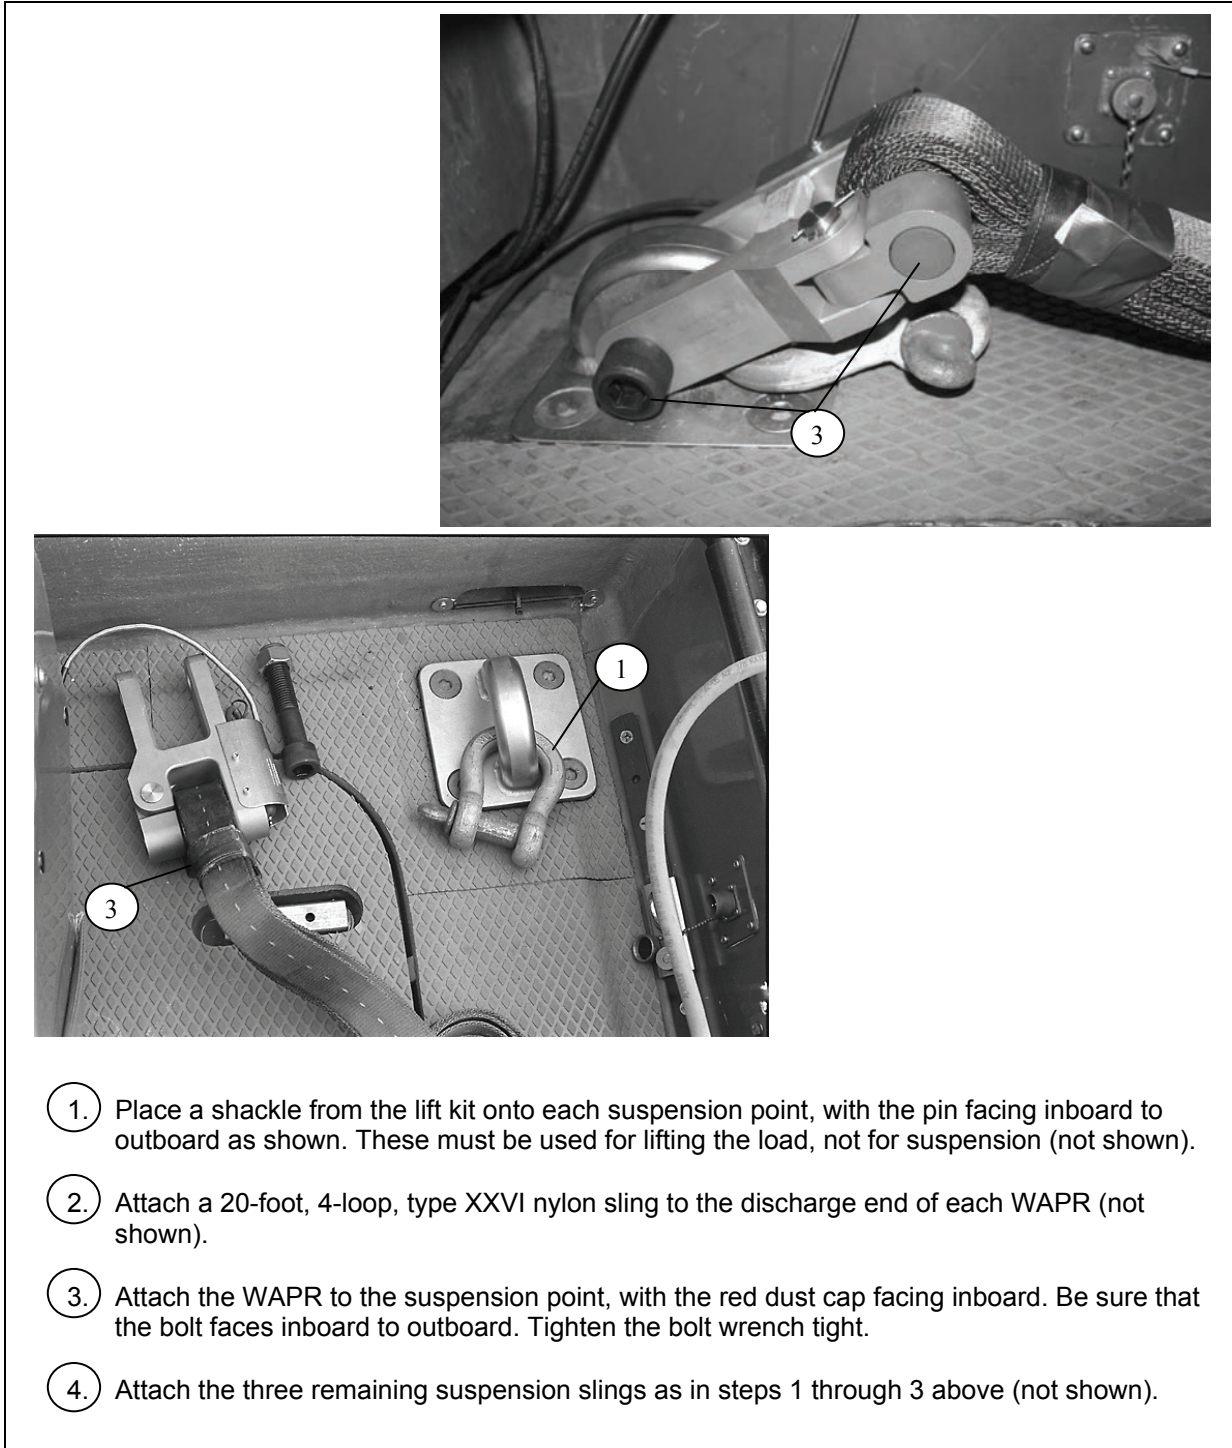 3
1
3
1. Place a shackle from the lift kit onto each suspension point, with the pin facing inboard to
outboard as shown. These must be used for lifting the load, not for suspension (not shown).
2. Attach a 20-foot, 4-loop, type XXVI nylon sling to the discharge end of each WAPR (not
shown).
3. Attach the WAPR to the suspension point, with the red dust cap facing inboard. Be sure that
the bolt faces inboard to outboard. Tighten the bolt wrench tight.
4. Attach the three remaining suspension slings as in steps 1 through 3 above (not shown).